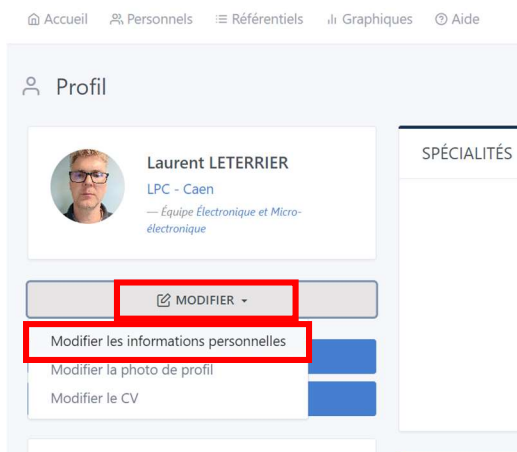 Accueil Personnels Référentiels Graphiques Aide
Profil
Laurent LETERRIER
LPC - Caen
— Équipe Électronique et Micro-
électronique
SPÉCIALITÉS
MODIFIER
Modifier les informations personnelles
Modifier la photo de profil
Modifier le CV